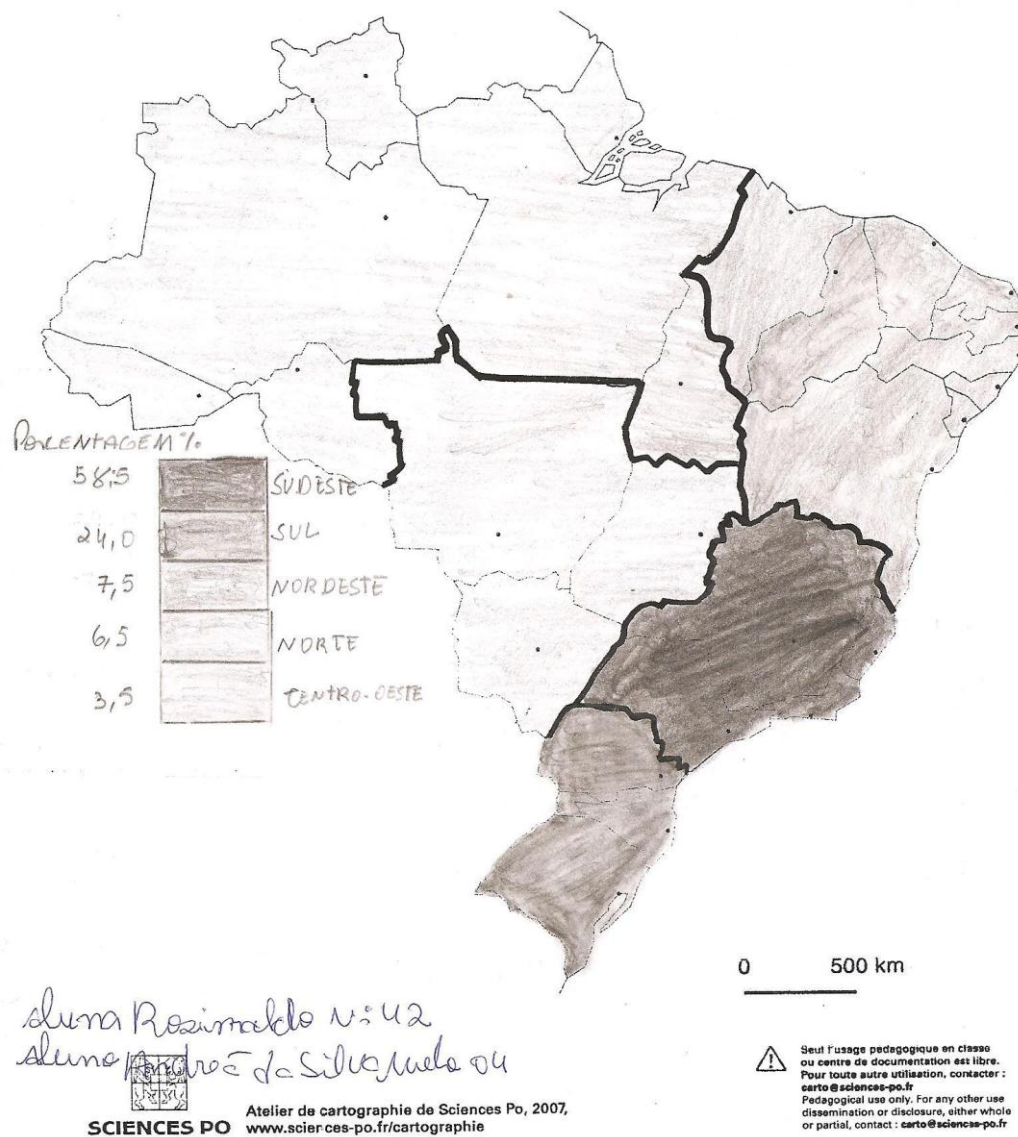 PORCENTAGEM %
58,5 SUDESTE
24,0 SUL
7,5 NORDESTE
6,5 NORTE
3,5 CENTRO-OESTE
0 500 km
aluna Rosimaldo Nº 42
aluno André da Silva Melo 04
SCIENCES PO
Atelier de cartographie de Sciences Po, 2007,
www.sciences-po.fr/cartographie
Seul l'usage pédagogique en classe
ou centre de documentation est libre.
Pour toute autre utilisation, contacter :
carto@sciences-po.fr
Pedagogical use only. For any other use
dissemination or disclosure, either whole
or partial, contact : carto@sciences-po.fr